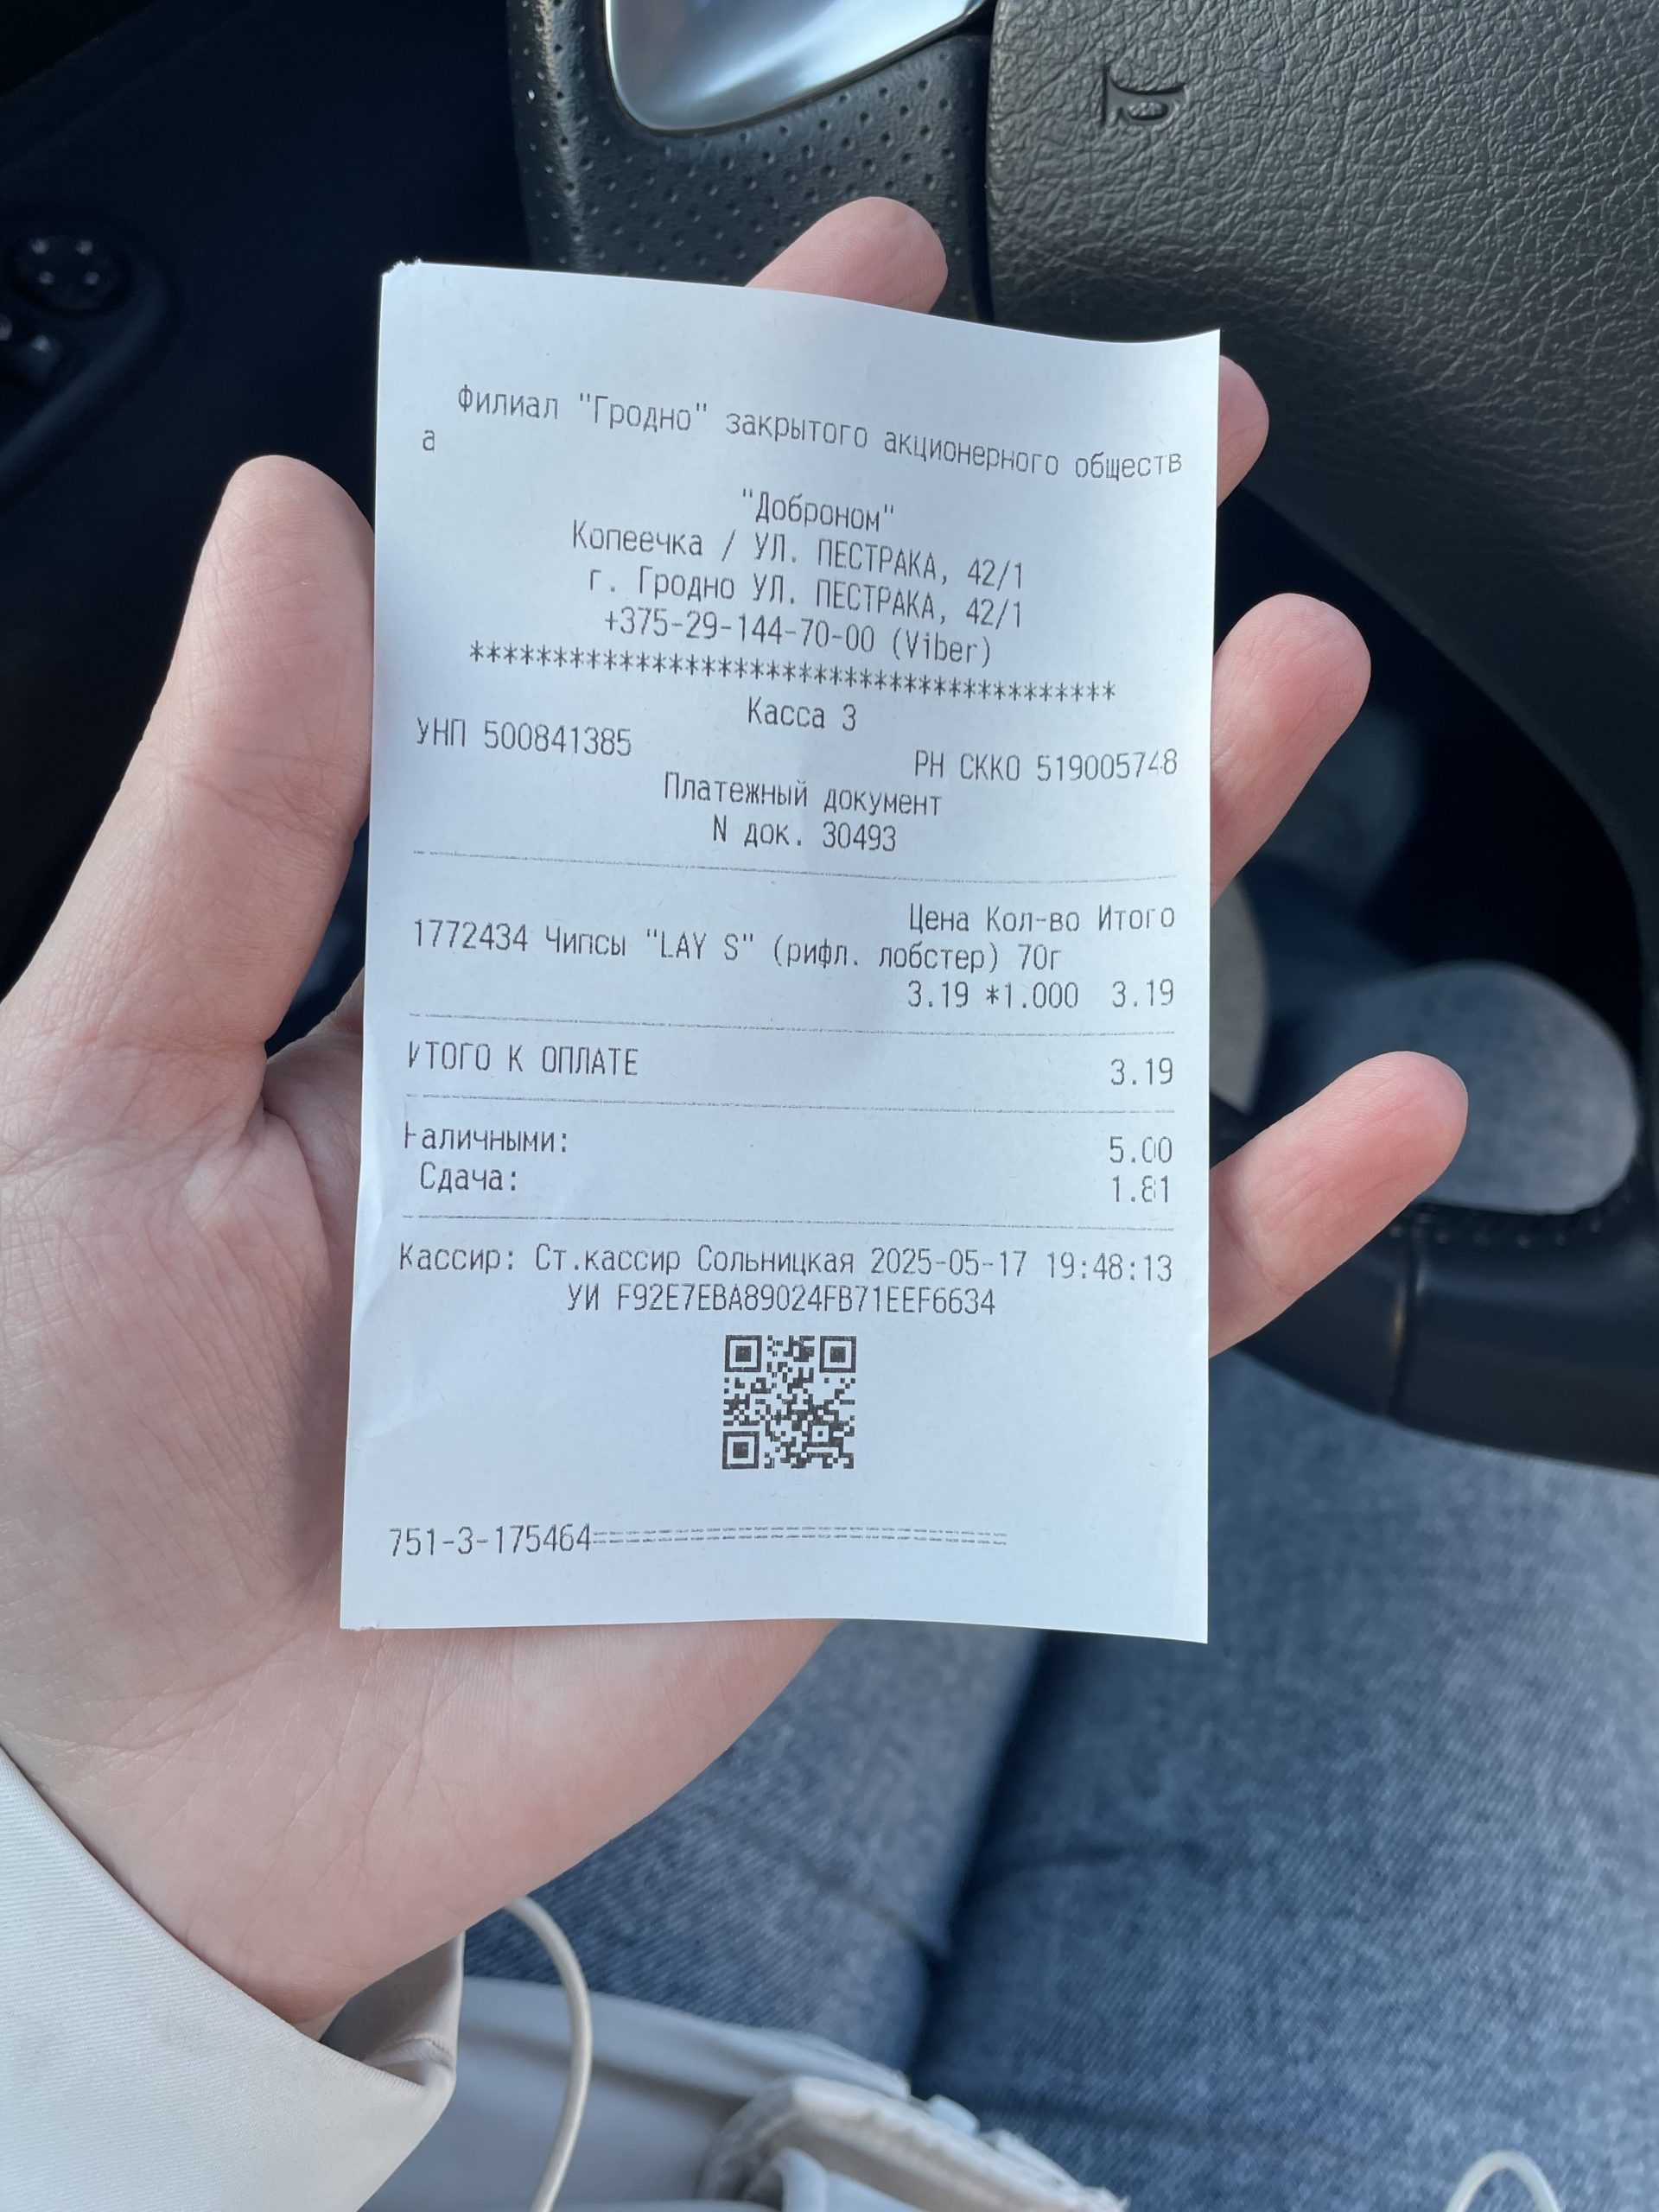 Филиал "Гродно" закрытого акционерного обществ
а
"Доброном"
Копеечка / УЛ. ПЕСТРАКА, 42/1
г. Гродно УЛ. ПЕСТРАКА, 42/1
+375-29-144-70-00 (Viber)
***************************************
Касса 3
УНП 500841385 РН СККО 519005748
Платежный документ
N док. 30493
Цена Кол-во Итого
1772434 Чипсы "LAY S" (рифл. лобстер) 70г
3.19 *1.000 3.19
ИТОГО К ОПЛАТЕ 3.19
Наличными: 5.00
Сдача: 1.81
Кассир: Ст.кассир Сольницкая 2025-05-17 19:48:13
УИ F92E7EBA89024FB71EEF6634
751-3-175464=========================